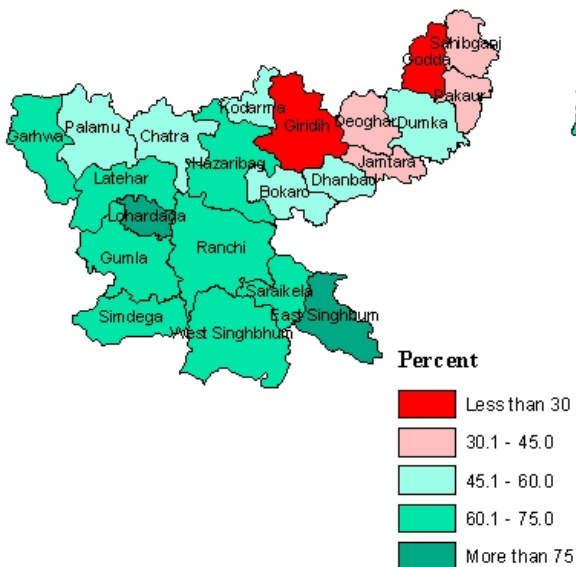 Sahibganj
Godda
Pakaur
Kodarma
Giridih
Deoghar
Dumka
Garhwa
Palamu
Chatra
Hazaribag
Jamtara
Dhanbad
Bokaro
Latehar
Lohardaga
Ranchi
Gumla
Saraikela
East Singhbum
Simdega
West Singhbhum
Percent
Less than 30
30.1 - 45.0
45.1 - 60.0
60.1 - 75.0
More than 75